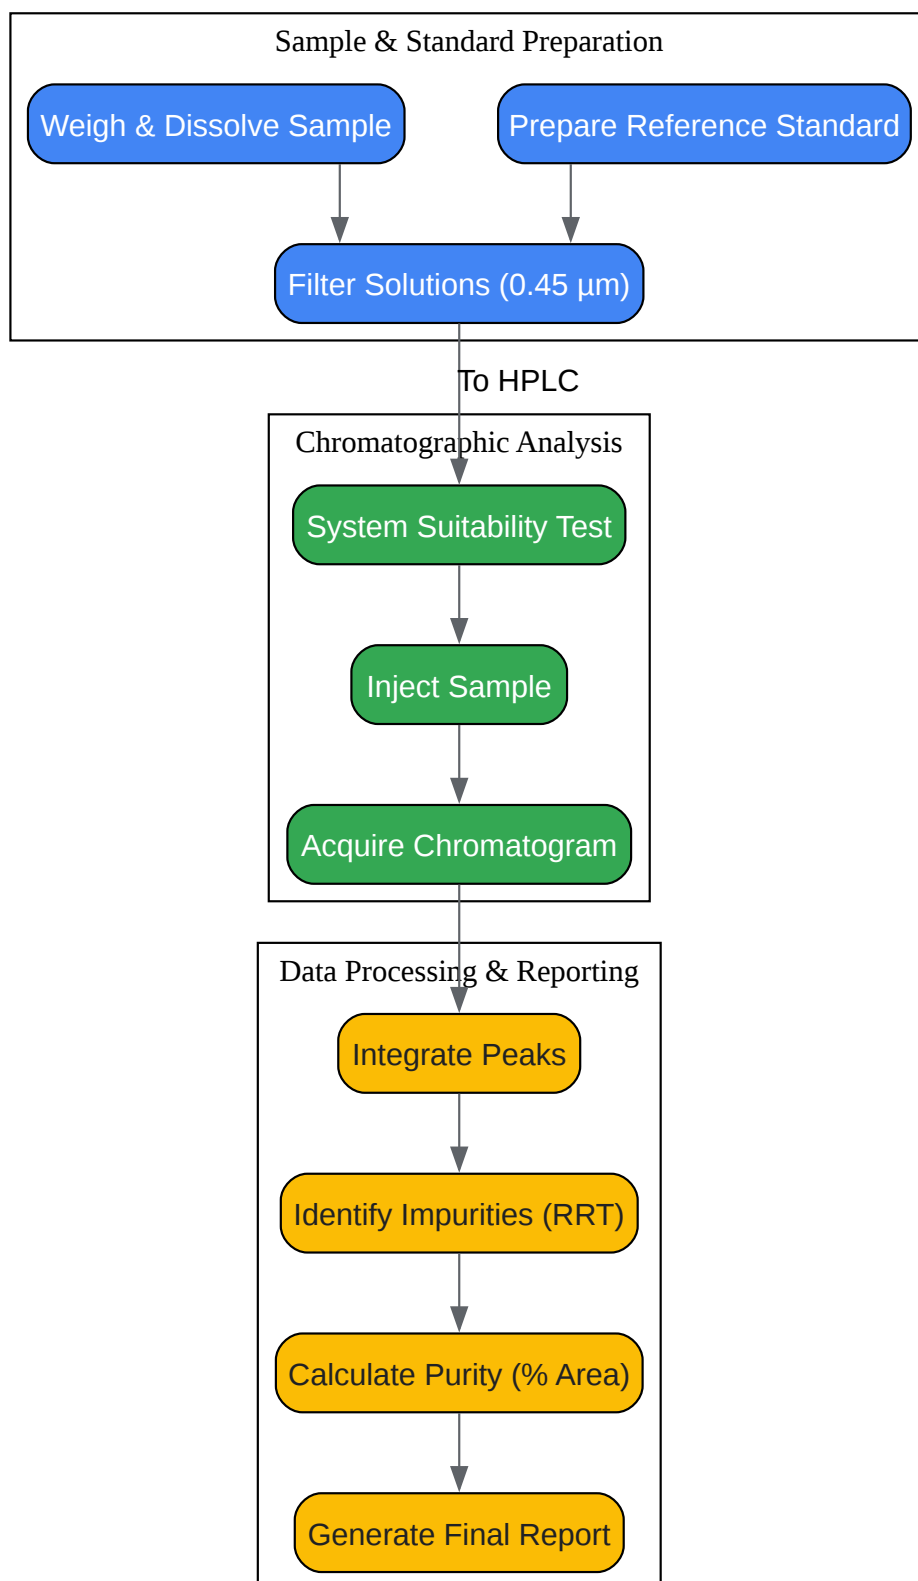 Sample & Standard Preparation
Weigh & Dissolve Sample
Prepare Reference Standard
Filter Solutions (0.45 µm)
To HPLC
Chromatographic Analysis
System Suitability Test
Inject Sample
Acquire Chromatogram
Data Processing & Reporting
Integrate Peaks
Identify Impurities (RRT)
Calculate Purity (% Area)
Generate Final Report